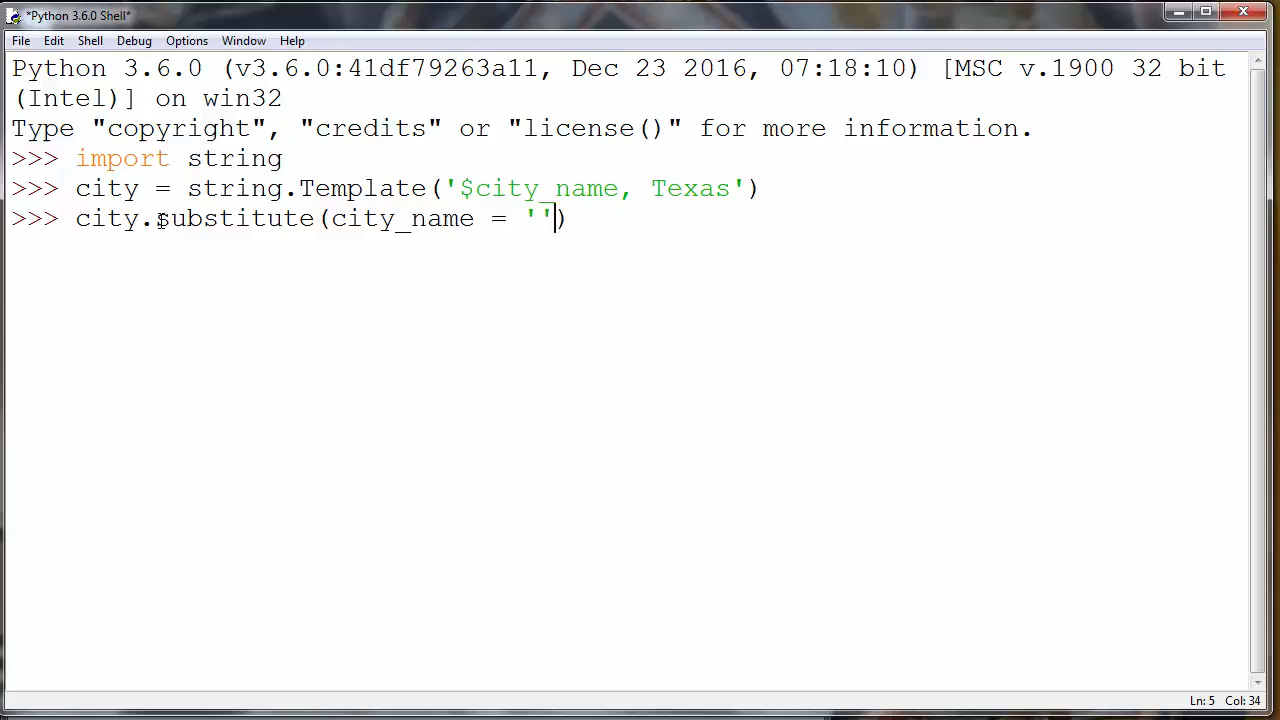 *Python 3.6.0 Shell*
File Edit Shell Debug Options Window Help
Python 3.6.0 (v3.6.0:41df79263a11, Dec 23 2016, 07:18:10) [MSC v.1900 32 bit
(Intel)] on win32
Type "copyright", "credits" or "license()" for more information.
>>> import string
>>> city = string.Template('$city_name, Texas')
>>> city.substitute(city_name = '')
Ln: 5 Col: 34